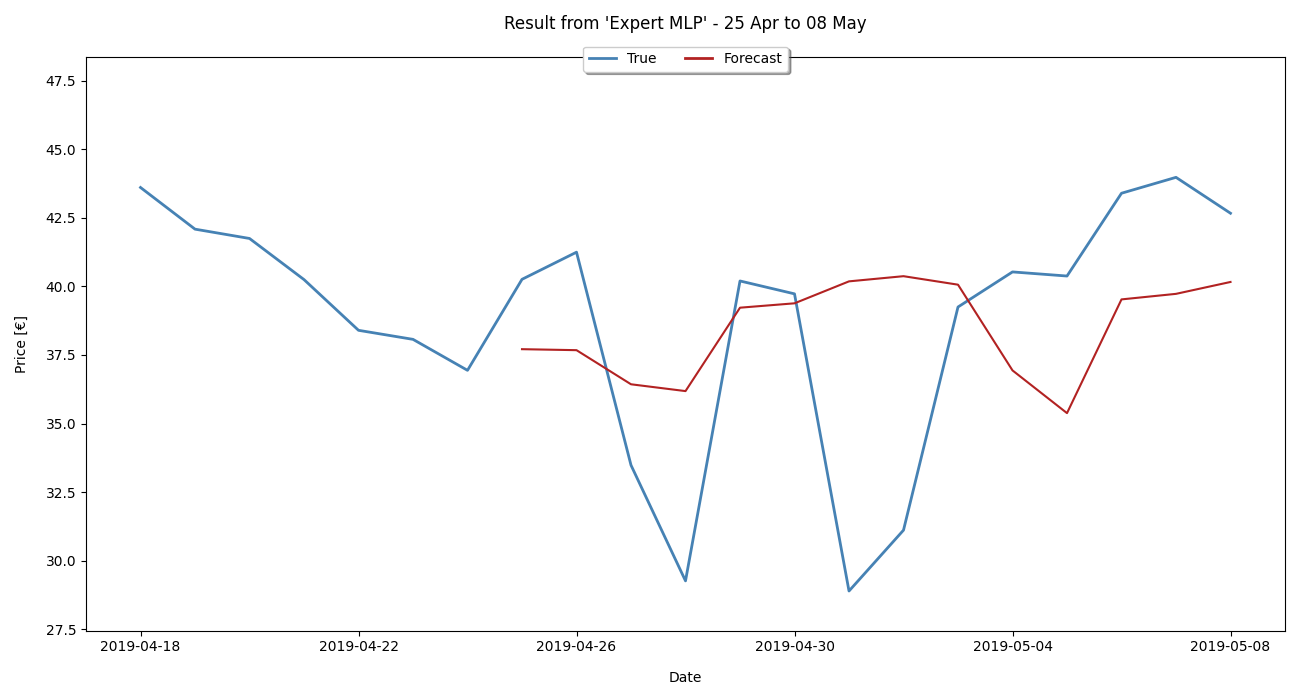 Result from 'Expert MLP' - 25 Apr to 08 May
True Forecast
47.5
45.0
42.5
40.0
37.5
35.0
32.5
30.0
27.5
Price [€]
2019-04-18 2019-04-22 2019-04-26 2019-04-30 2019-05-04 2019-05-08
Date